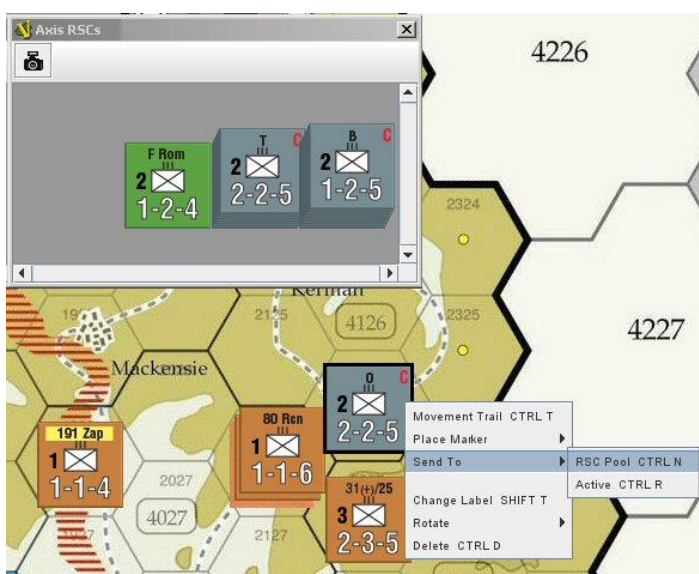 Axis RSCs
4226
F Rom
2
1-2-4
T
C
2
2-2-5
B
C
2
1-2-5
2324
Kerman
2125
4126
2325
4227
Mackensie
O
C
2
2-2-5
191 Zap
1
1-1-4
80 Rcn
1
1-1-6
31(+)/25
3
2-3-5
2027
4027
2127
Movement Trail CTRL T
Place Marker
Send To
RSC Pool CTRL N
Active CTRL R
Change Label SHIFT T
Rotate
Delete CTRL D